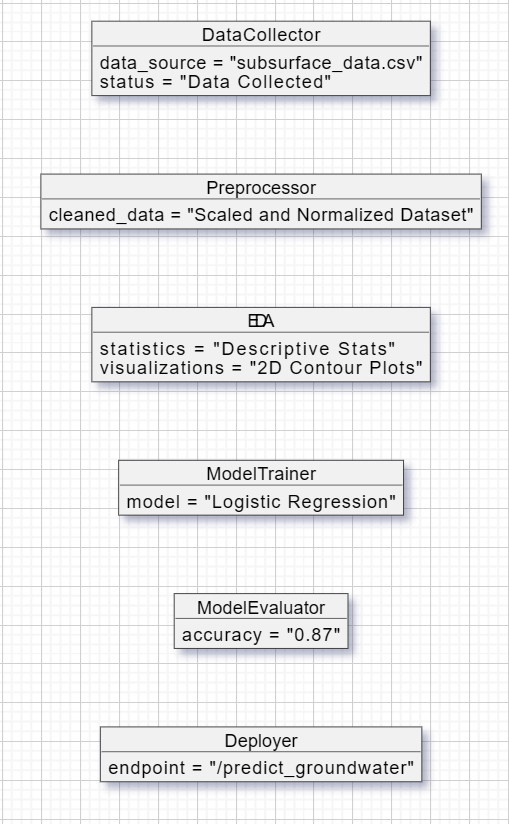 DataCollector
data_source = "subsurface_data.csv"
status = "Data Collected"
Preprocessor
cleaned_data = "Scaled and Normalized Dataset"
EDA
statistics = "Descriptive Stats"
visualizations = "2D Contour Plots"
ModelTrainer
model = "Logistic Regression"
ModelEvaluator
accuracy = "0.87"
Deployer
endpoint = "/predict_groundwater"